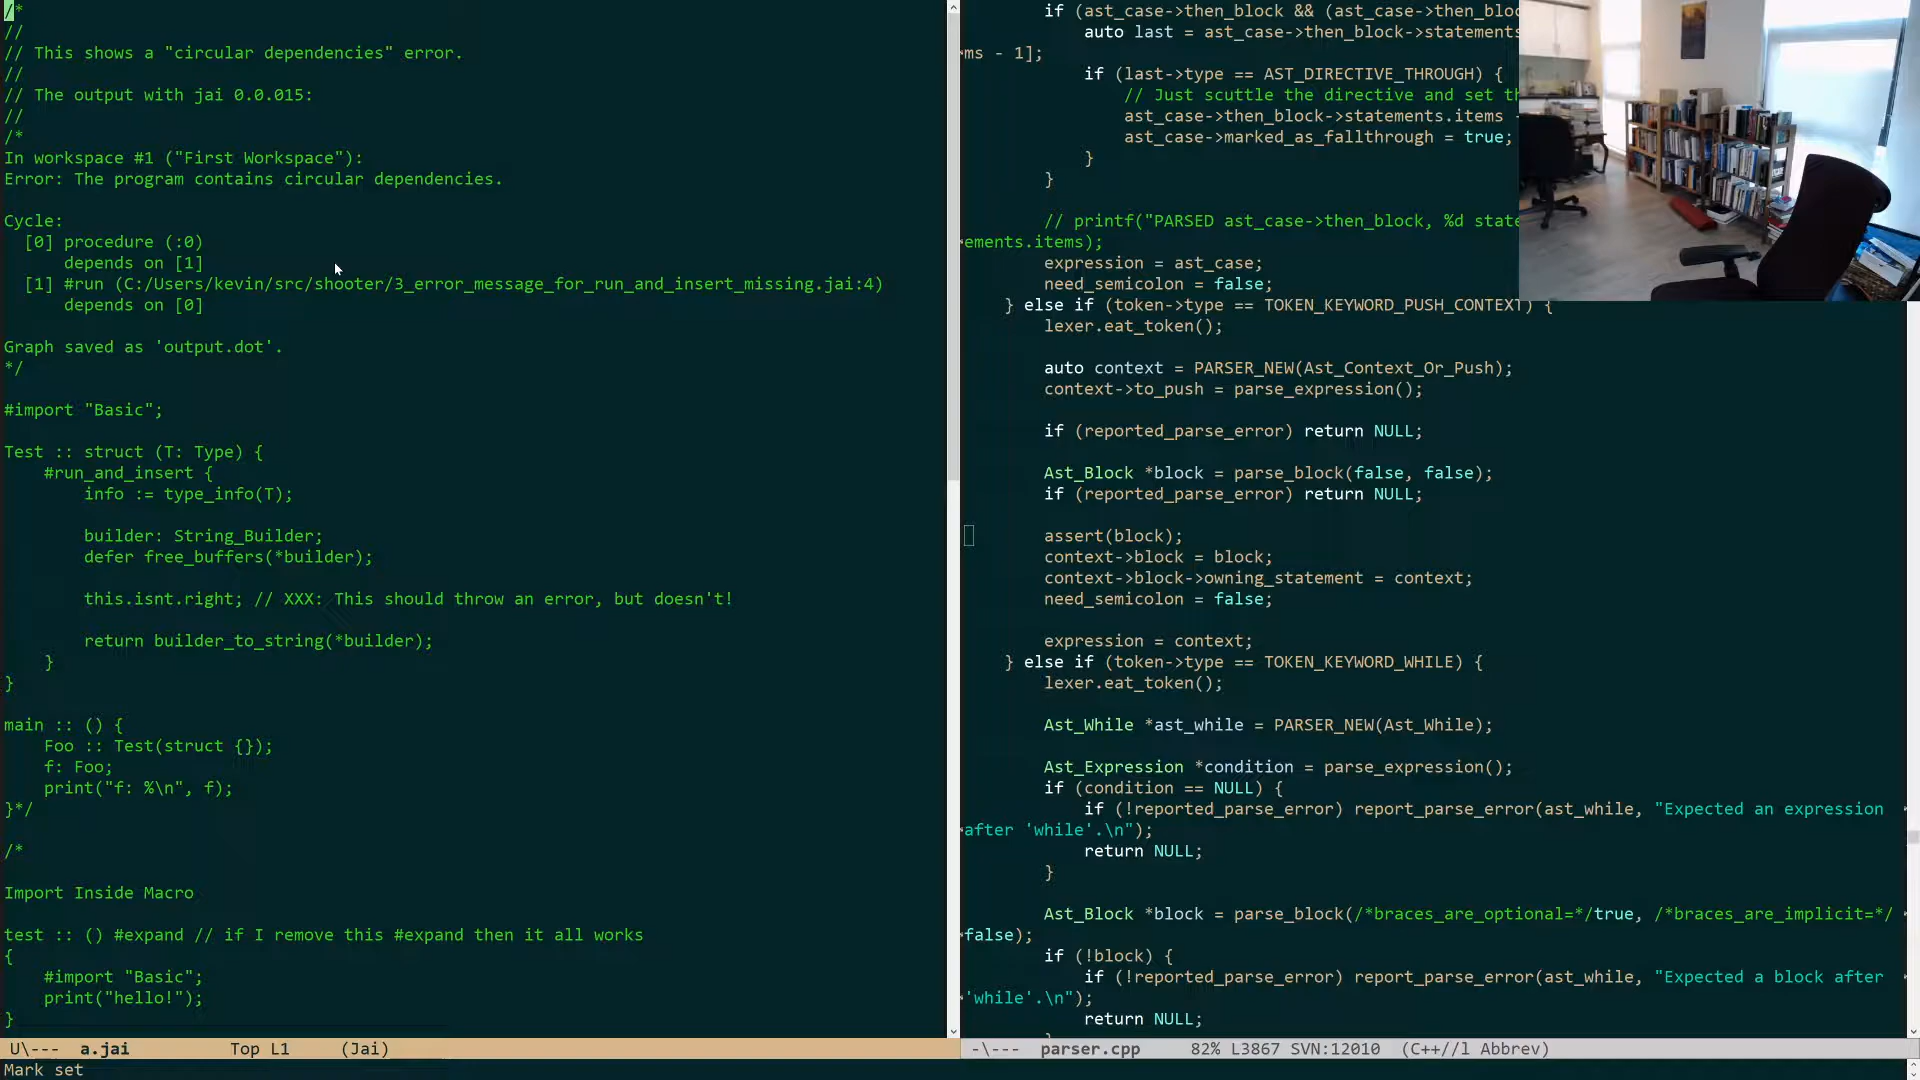 /*
//
// This shows a "circular dependencies" error.
//
// The output with jai 0.0.015:
//
/*
In workspace #1 ("First Workspace"):
Error: The program contains circular dependencies.
Cycle:
[0] procedure (:0)
depends on [1]
[1] #run (C:/Users/kevin/src/shooter/3_error_message_for_run_and_insert_missing.jai:4)
depends on [0]
Graph saved as 'output.dot'.
*/
#import "Basic";
Test :: struct (T: Type) {
#run_and_insert {
info := type_info(T);
builder: String_Builder;
defer free_buffers(*builder);
this.isnt.right; // XXX: This should throw an error, but doesn't!
return builder_to_string(*builder);
}
}
main :: () {
Foo :: Test(struct {});
f: Foo;
print("f: %\n", f);
}*/
/*
Import Inside Macro
test :: () #expand // if I remove this #expand then it all works
{
#import "Basic";
print("hello!");
}
U\--- a.jai Top L1 (Jai)
Mark set
if (ast_case->then_block && (ast_case->then_bloc
auto last = ast_case->then_block->statements
ms - 1];
if (last->type == AST_DIRECTIVE_THROUGH) {
// Just scuttle the directive and set th
ast_case->then_block->statements.items -
ast_case->marked_as_fallthrough = true;
}
}
// printf("PARSED ast_case->then_block, %d state
ements.items);
expression = ast_case;
need_semicolon = false;
} else if (token->type == TOKEN_KEYWORD_PUSH_CONTEXT) {
lexer.eat_token();
auto context = PARSER_NEW(Ast_Context_Or_Push);
context->to_push = parse_expression();
if (reported_parse_error) return NULL;
Ast_Block *block = parse_block(false, false);
if (reported_parse_error) return NULL;
assert(block);
context->block = block;
context->block->owning_statement = context;
need_semicolon = false;
expression = context;
} else if (token->type == TOKEN_KEYWORD_WHILE) {
lexer.eat_token();
Ast_While *ast_while = PARSER_NEW(Ast_While);
Ast_Expression *condition = parse_expression();
if (condition == NULL) {
if (!reported_parse_error) report_parse_error(ast_while, "Expected an expression
after 'while'.\n");
return NULL;
}
Ast_Block *block = parse_block(/*braces_are_optional=*/true, /*braces_are_implicit=*/
false);
if (!block) {
if (!reported_parse_error) report_parse_error(ast_while, "Expected a block after
'while'.\n");
return NULL;
-\--- parser.cpp 82% L3867 SVN:12010 (C++//l Abbrev)